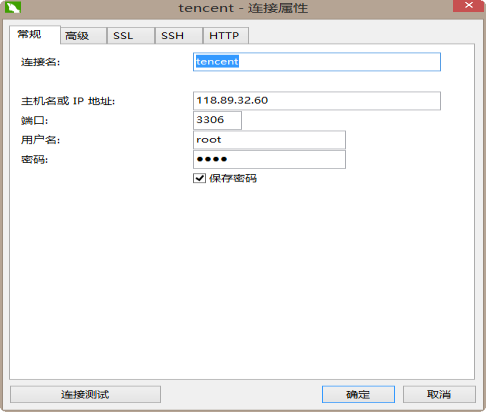 tencent - 连接属性
常规 高级 SSL SSH HTTP
连接名: tencent
主机名或 IP 地址: 118.89.32.60
端口: 3306
用户名: root
密码: ●●●●
保存密码
连接测试 确定 取消